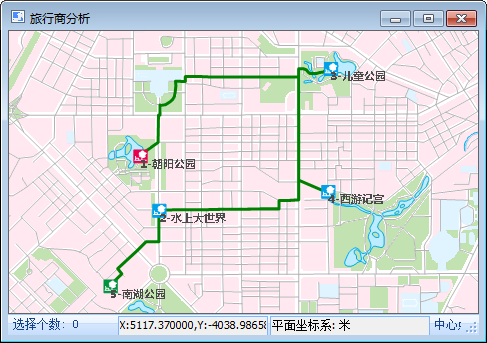 旅行商分析
3-儿童公园
1-朝阳公园
4-西游记宫
2-水上大世界
5-南湖公园
选择个数: 0 X:5117.370000,Y:-4038.98658 平面坐标系: 米 中心